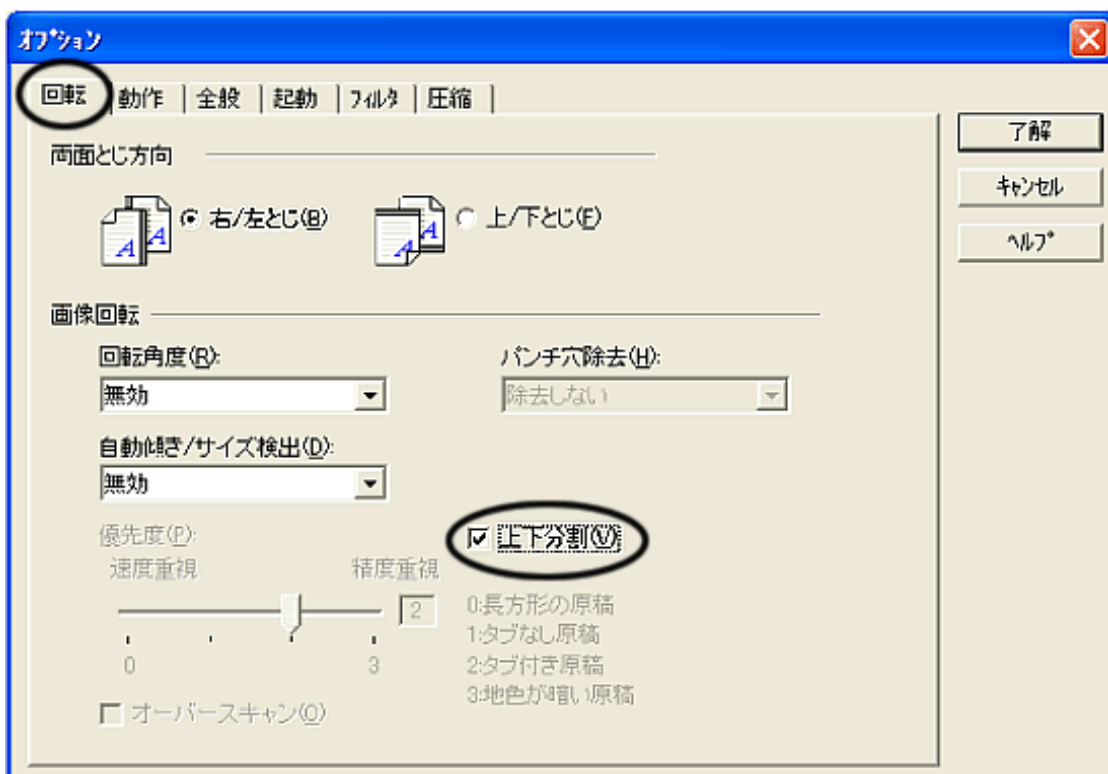 ｵﾌﾟｼｮﾝ
回転 動作 全般 起動 ﾌｨﾙﾀ 圧縮
了解
両面とじ方向
ｷｬﾝｾﾙ
A A 右/左とじ(B) A A 上/下とじ(F)
ﾍﾙﾌﾟ
画像回転
回転角度(R): パンチ穴除去(H):
無効 除去しない
自動傾き/サイズ検出(D):
無効
優先度(P): 上下分割(V)
速度重視 精度重視
2 0:長方形の原稿
1:タブなし原稿
0 3 2:タブ付き原稿
3:地色が暗い原稿
オーバースキャン(O)